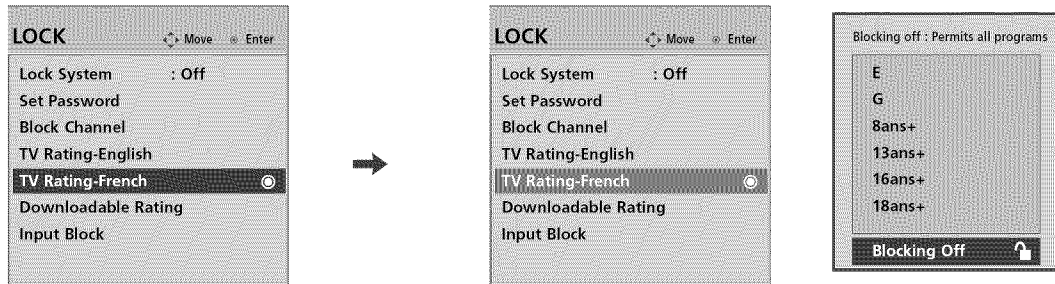 LOCK Move Enter
Lock System : Off
Set Password
Block Channel
TV Rating-English
TV Rating-French
Downloadable Rating
Input Block
LOCK Move Enter
Lock System : Off
Set Password
Block Channel
TV Rating-English
TV Rating-French
Downloadable Rating
Input Block
Blocking off : Permits all programs
E
G
8ans+
13ans+
16ans+
18ans+
Blocking Off